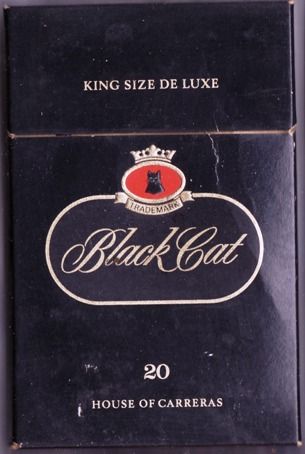 KING SIZE DE LUXE
TRADEMARK
Black Cat
20
HOUSE OF CARRERAS